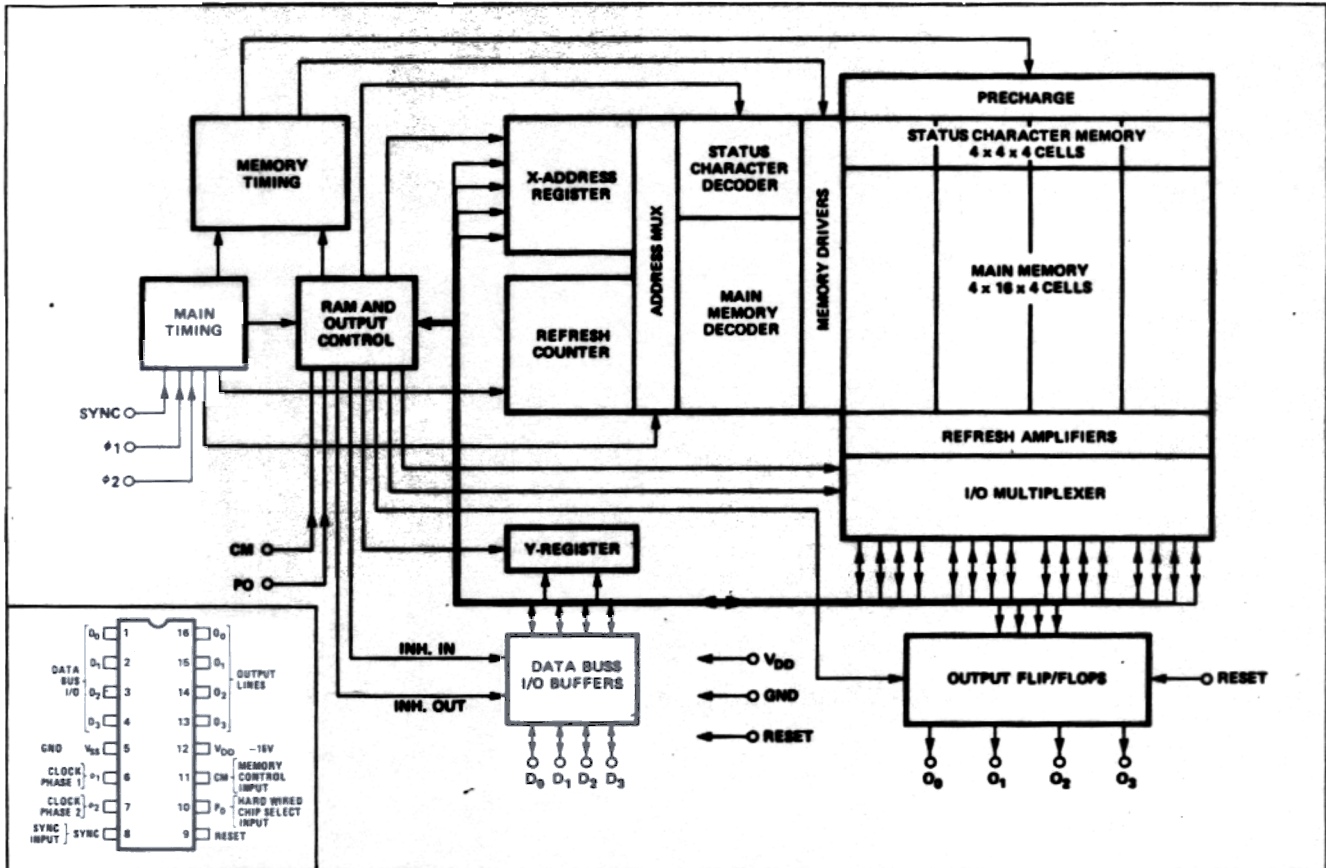 PRECHARGE
STATUS CHARACTER MEMORY
4 x 4 x 4 CELLS
MEMORY
TIMING
X-ADDRESS
REGISTER
ADDRESS MUX
STATUS
CHARACTER
DECODER
MEMORY DRIVERS
MAIN MEMORY
4 x 16 x 4 CELLS
MAIN
TIMING
RAM AND
OUTPUT
CONTROL
REFRESH
COUNTER
MAIN
MEMORY
DECODER
SYNC
φ1
φ2
REFRESH AMPLIFIERS
I/O MULTIPLEXER
CM
PO
Y-REGISTER
INH. IN
INH. OUT
DATA BUSS
I/O BUFFERS
D0 D1 D2 D3
VDD
GND
RESET
OUTPUT FLIP/FLOPS
RESET
O0 O1 O2 O3
DATA
BUS
I/O
D0 1
D1 2
D2 3
D3 4
GND VSS 5
CLOCK
PHASE 1
φ1 6
CLOCK
PHASE 2
φ2 7
SYNC
INPUT
SYNC 8
16 O0
15 O1
14 O2
13 O3
OUTPUT
LINES
12 VDD -15V
11 CM
MEMORY
CONTROL
INPUT
10 P0
HARD WIRED
CHIP SELECT
INPUT
9 RESET